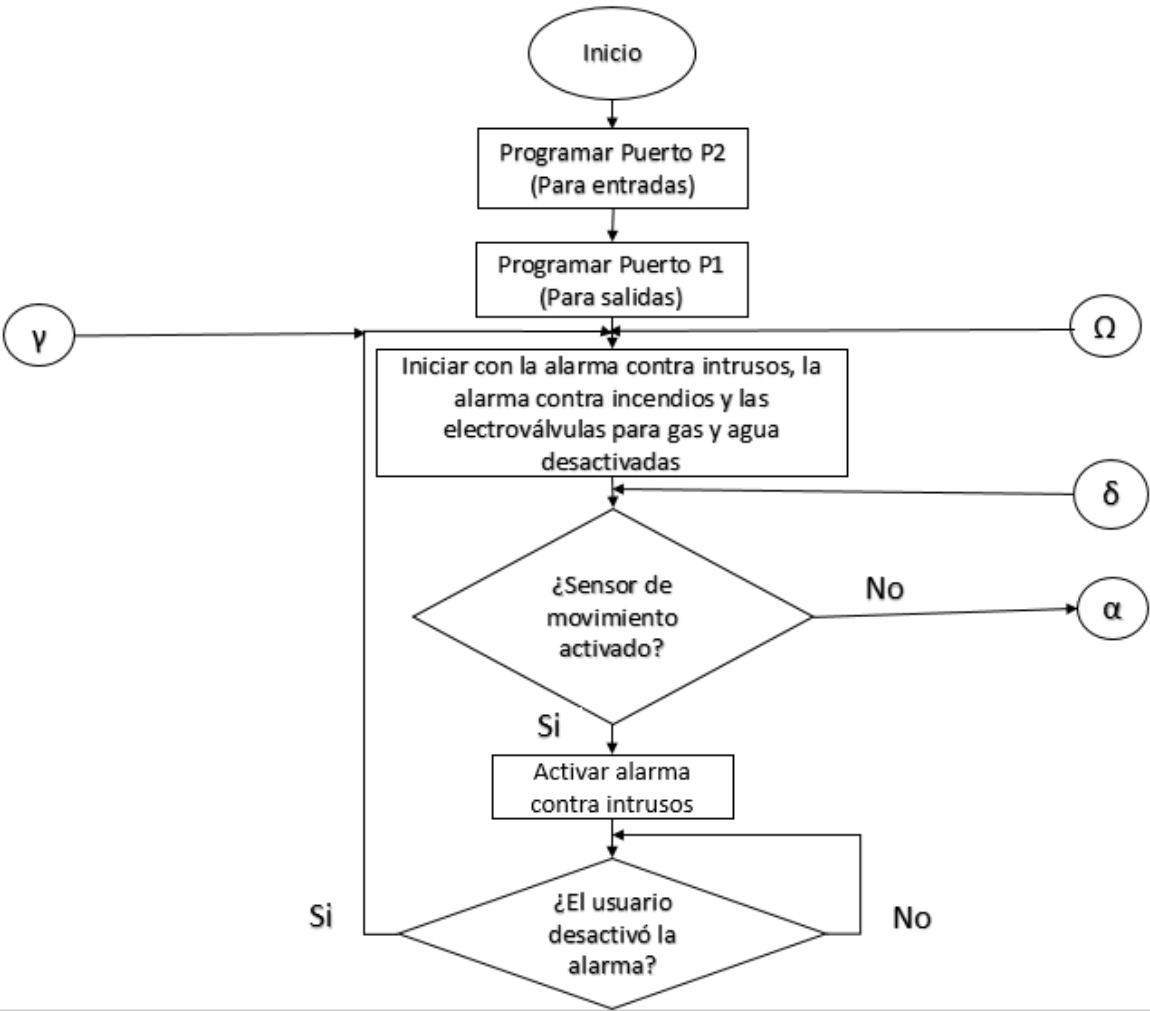 Inicio
Programar Puerto P2
(Para entradas)
Programar Puerto P1
(Para salidas)
γ
Ω
Iniciar con la alarma contra intrusos, la
alarma contra incendios y las
electroválvulas para gas y agua
desactivadas
δ
¿Sensor de
movimiento
activado?
No
α
Si
Activar alarma
contra intrusos
¿El usuario
desactivó la
alarma?
Si
No